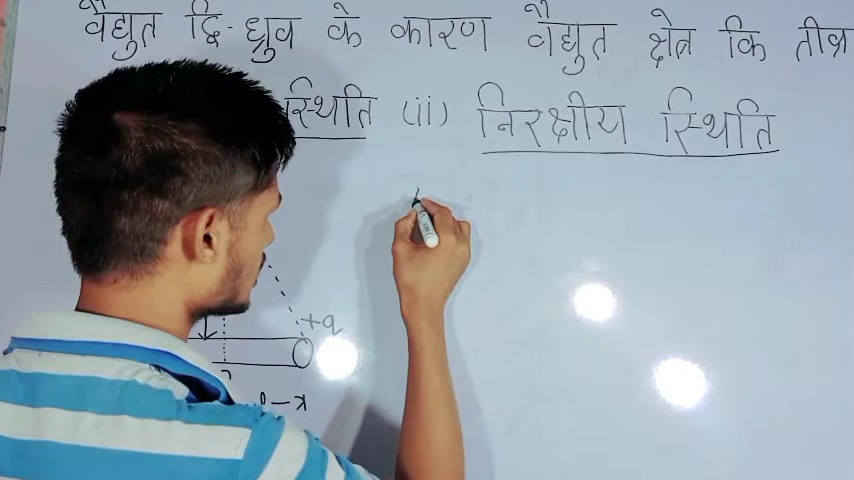 वैद्युत द्वि-ध्रुव के कारण वैद्युत क्षेत्र कि तीव्र
स्थिति (ii) निरक्षीय स्थिति
+q